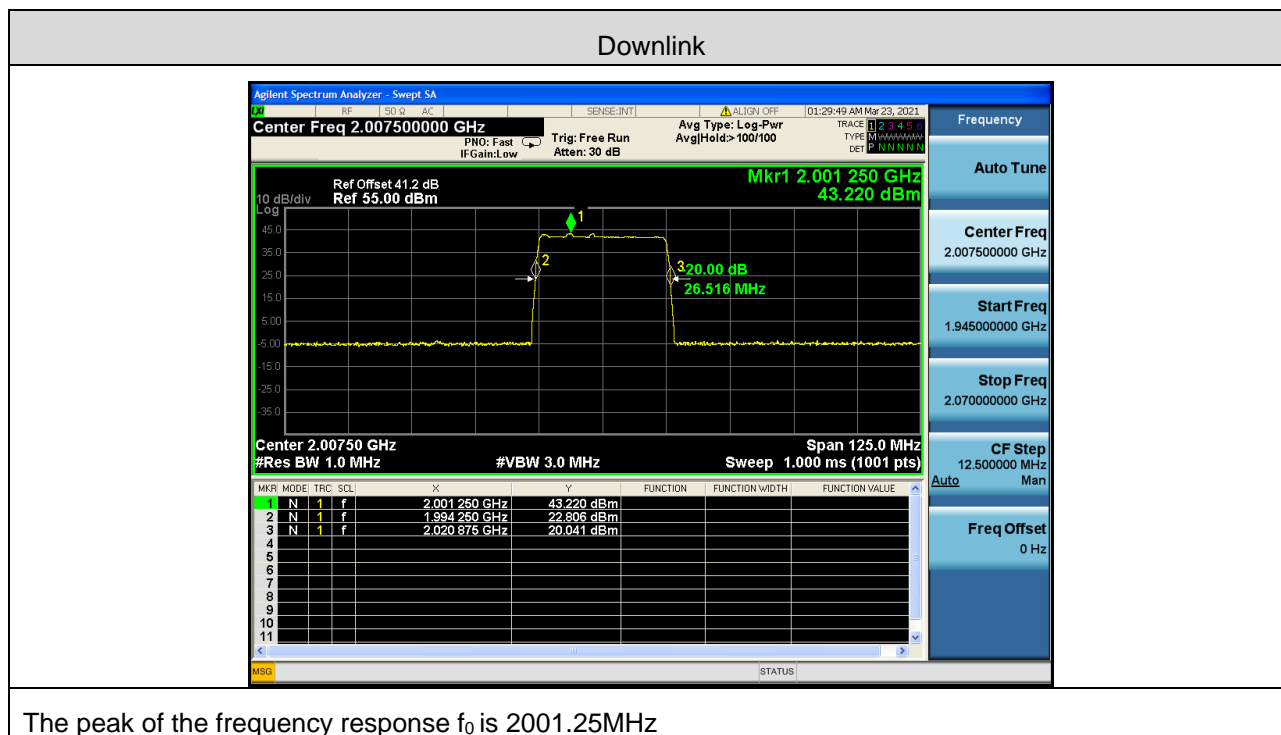 Downlink
Agilent Spectrum Analyzer - Swept SA
LXI RF 50 Ω AC SENSE:INT ALIGN OFF 01:29:49 AM Mar 23, 2021
Center Freq 2.007500000 GHz
PNO: Fast
IFGain:Low
Trig: Free Run
Atten: 30 dB
Avg Type: Log-Pwr
Avg|Hold:>100/100
TRACE 1 2 3 4 5 6
TYPE M
DET P N N N N N
Ref Offset 41.2 dB
10 dB/div Ref 55.00 dBm
Log
Mkr1 2.001 250 GHz
43.220 dBm
45.0
35.0
25.0
15.0
5.00
-5.00
-15.0
-25.0
-35.0
1
2
3
20.00 dB
26.516 MHz
Center 2.00750 GHz Span 125.0 MHz
#Res BW 1.0 MHz #VBW 3.0 MHz Sweep 1.000 ms (1001 pts)
MKR MODE TRC SCL X Y FUNCTION FUNCTION WIDTH FUNCTION VALUE
1 N 1 f 2.001 250 GHz 43.220 dBm
2 N 1 f 1.994 250 GHz 22.806 dBm
3 N 1 f 2.020 875 GHz 20.041 dBm
4
5
6
7
8
9
10
11
MSG STATUS
Frequency
Auto Tune
Center Freq
2.007500000 GHz
Start Freq
1.945000000 GHz
Stop Freq
2.070000000 GHz
CF Step
12.500000 MHz
Auto Man
Freq Offset
0 Hz
The peak of the frequency response f₀ is 2001.25MHz